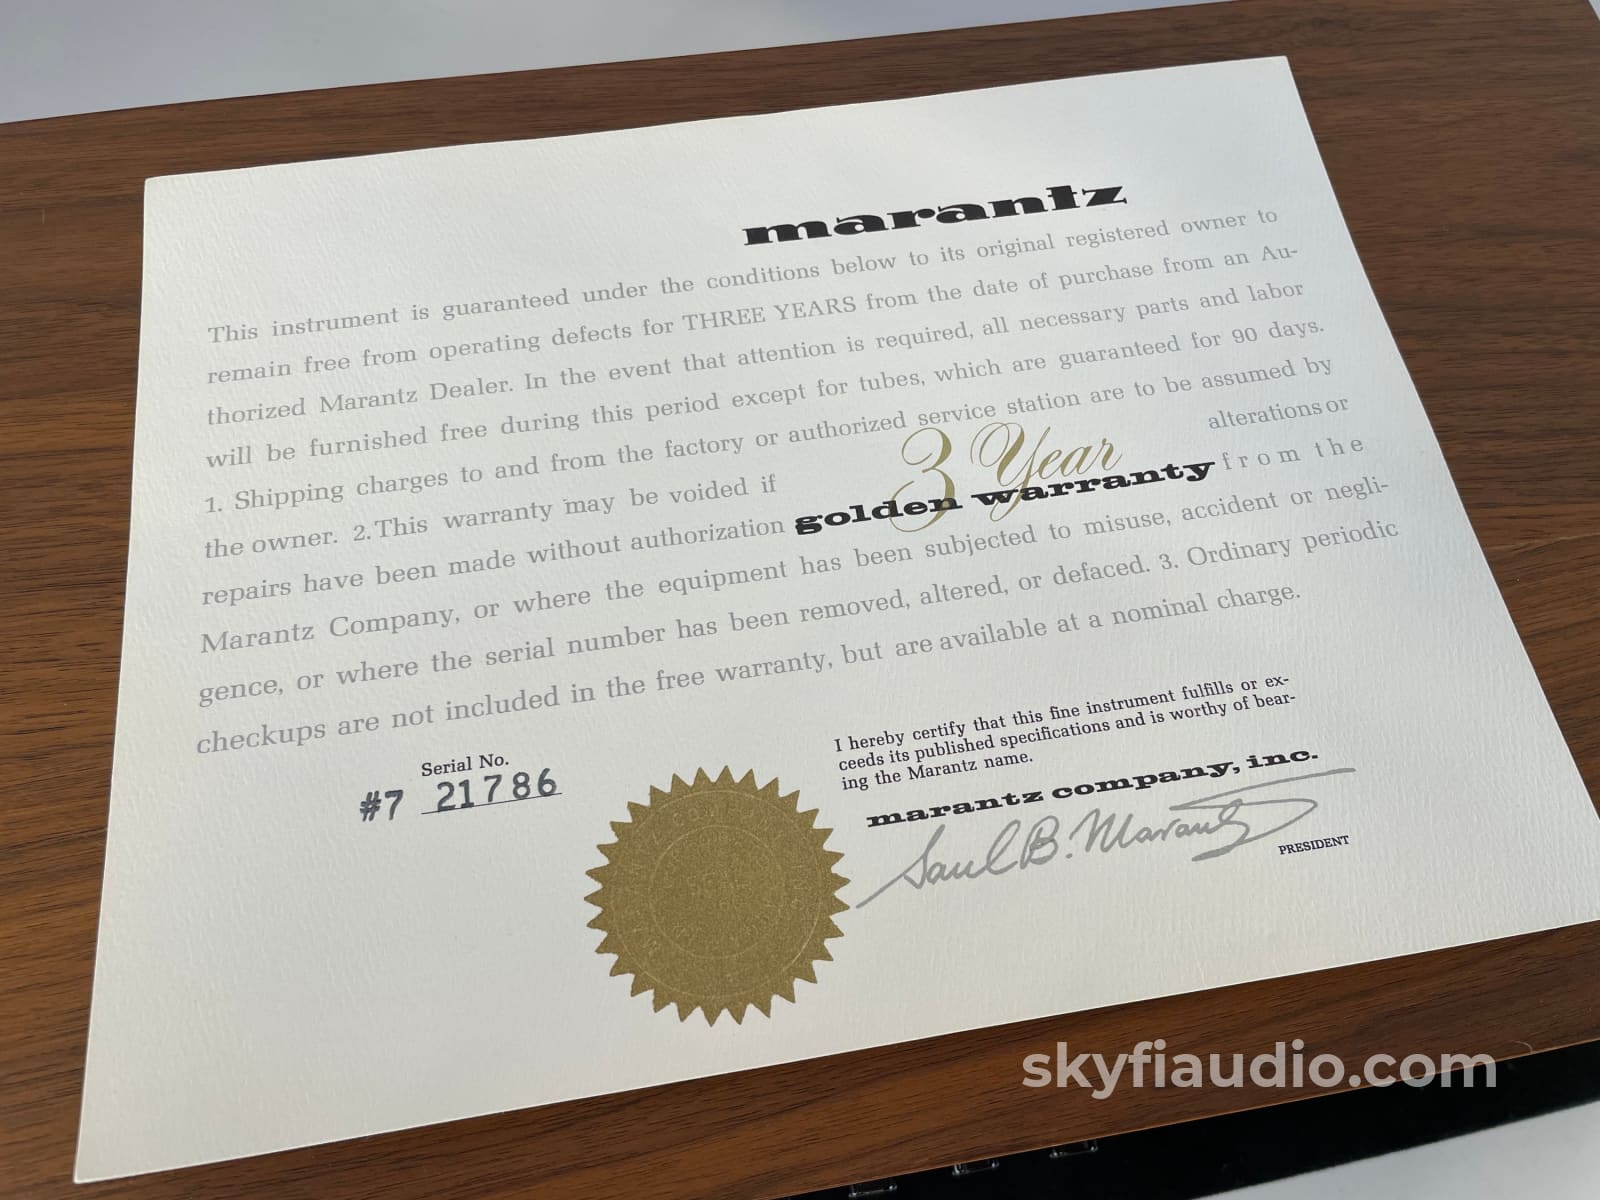 marantz
This instrument is guaranteed under the conditions below to its original registered owner to
remain free from operating defects for THREE YEARS from the date of purchase from an Au-
thorized Marantz Dealer. In the event that attention is required, all necessary parts and labor
will be furnished free during this period except for tubes, which are guaranteed for 90 days.
1. Shipping charges to and from the factory or authorized service station are to be assumed by
the owner. 2. This warranty may be voided if alterations or
3 Year
golden warranty
repairs have been made without authorization from the
Marantz Company, or where the equipment has been subjected to misuse, accident or negli-
gence, or where the serial number has been removed, altered, or defaced. 3. Ordinary periodic
checkups are not included in the free warranty, but are available at a nominal charge.
Serial No.
#7 21786
I hereby certify that this fine instrument fulfills or ex-
ceeds its published specifications and is worthy of bear-
ing the Marantz name.
marantz company, inc.
Saul B. Marantz
PRESIDENT
skyfiaudio.com